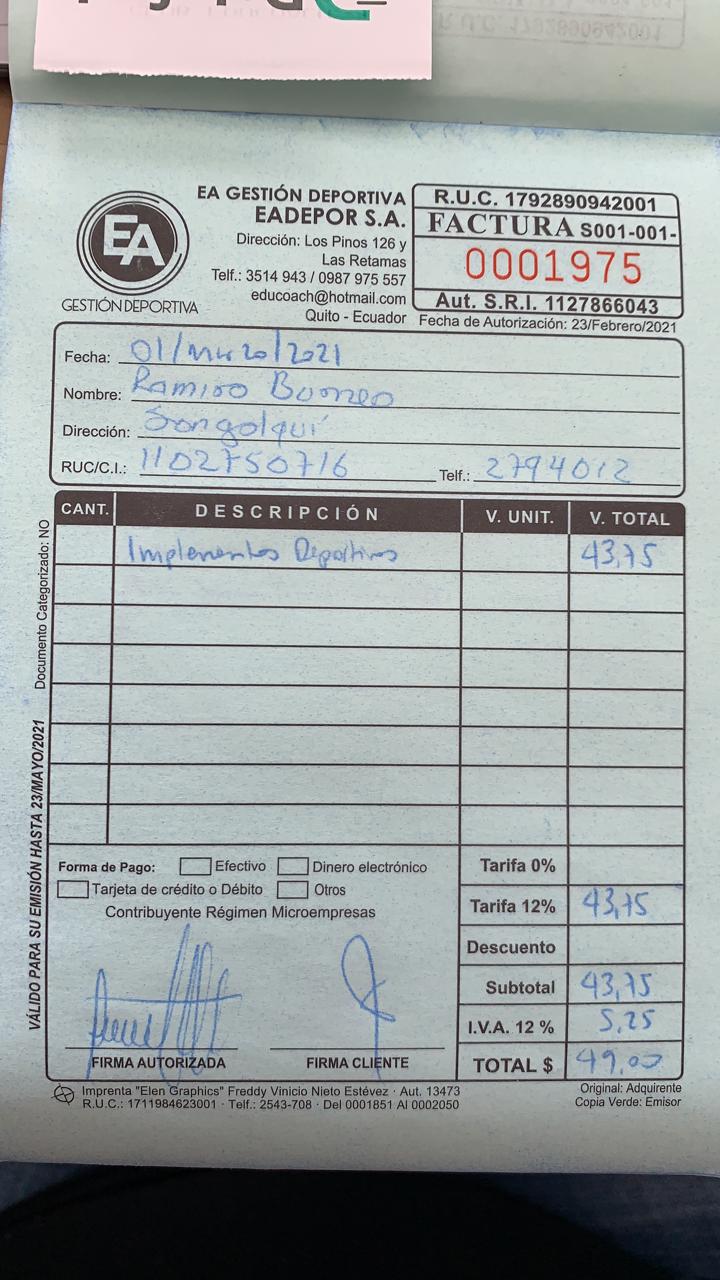 R.U.C. 1792890942001
EA
GESTIÓN DEPORTIVA
EA GESTIÓN DEPORTIVA
EADEPOR S.A.
Dirección: Los Pinos 126 y
Las Retamas
Telf.: 3514 943 / 0987 975 557
educoach@hotmail.com
Quito - Ecuador
R.U.C. 1792890942001
FACTURA S001-001-
0001975
Aut. S.R.I. 1127866043
Fecha de Autorización: 23/Febrero/2021
Fecha: 01/Marzo/2021
Nombre: Ramiro Burneo
Dirección: Sangolquí
RUC/C.I.: 1102750716 Telf.: 2794012
CANT. DESCRIPCIÓN V. UNIT. V. TOTAL
Implementos Deportivos 43,75
Documento Categorizado: NO
VÁLIDO PARA SU EMISIÓN HASTA 23/MAYO/2021
Forma de Pago: Efectivo Dinero electrónico
Tarjeta de crédito o Débito Otros
Contribuyente Régimen Microempresas
Tarifa 0%
Tarifa 12% 43,75
Descuento
Subtotal 43,75
I.V.A. 12 % 5,25
TOTAL $ 49,00
FIRMA AUTORIZADA FIRMA CLIENTE
Imprenta "Elen Graphics" Freddy Vinicio Nieto Estévez · Aut. 13473
R.U.C.: 1711984623001 · Telf.: 2543-708 · Del 0001851 Al 0002050
Original: Adquirente
Copia Verde: Emisor